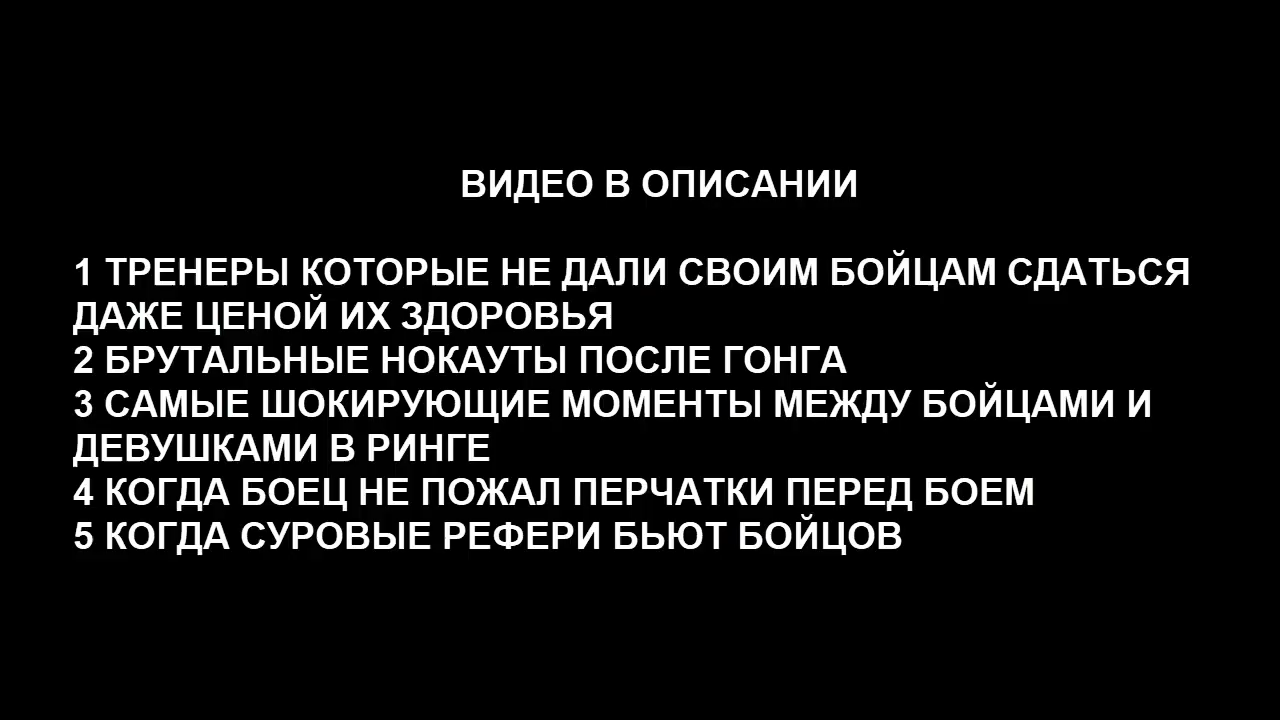 ВИДЕО В ОПИСАНИИ
1 ТРЕНЕРЫ КОТОРЫЕ НЕ ДАЛИ СВОИМ БОЙЦАМ СДАТЬСЯ
ДАЖЕ ЦЕНОЙ ИХ ЗДОРОВЬЯ
2 БРУТАЛЬНЫЕ НОКАУТЫ ПОСЛЕ ГОНГА
3 САМЫЕ ШОКИРУЮЩИЕ МОМЕНТЫ МЕЖДУ БОЙЦАМИ И
ДЕВУШКАМИ В РИНГЕ
4 КОГДА БОЕЦ НЕ ПОЖАЛ ПЕРЧАТКИ ПЕРЕД БОЕМ
5 КОГДА СУРОВЫЕ РЕФЕРИ БЬЮТ БОЙЦОВ